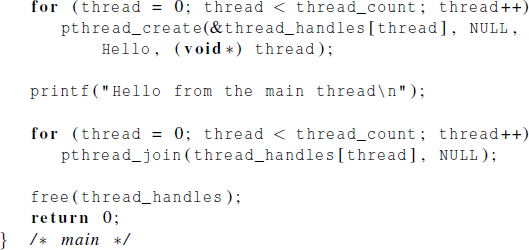 for (thread = 0; thread < thread_count; thread++)
pthread_create(&thread_handles[thread], NULL,
Hello, (void*) thread);
printf("Hello from the main thread\n");
for (thread = 0; thread < thread_count; thread++)
pthread_join(thread_handles[thread], NULL);
free(thread_handles);
return 0;
} /* main */